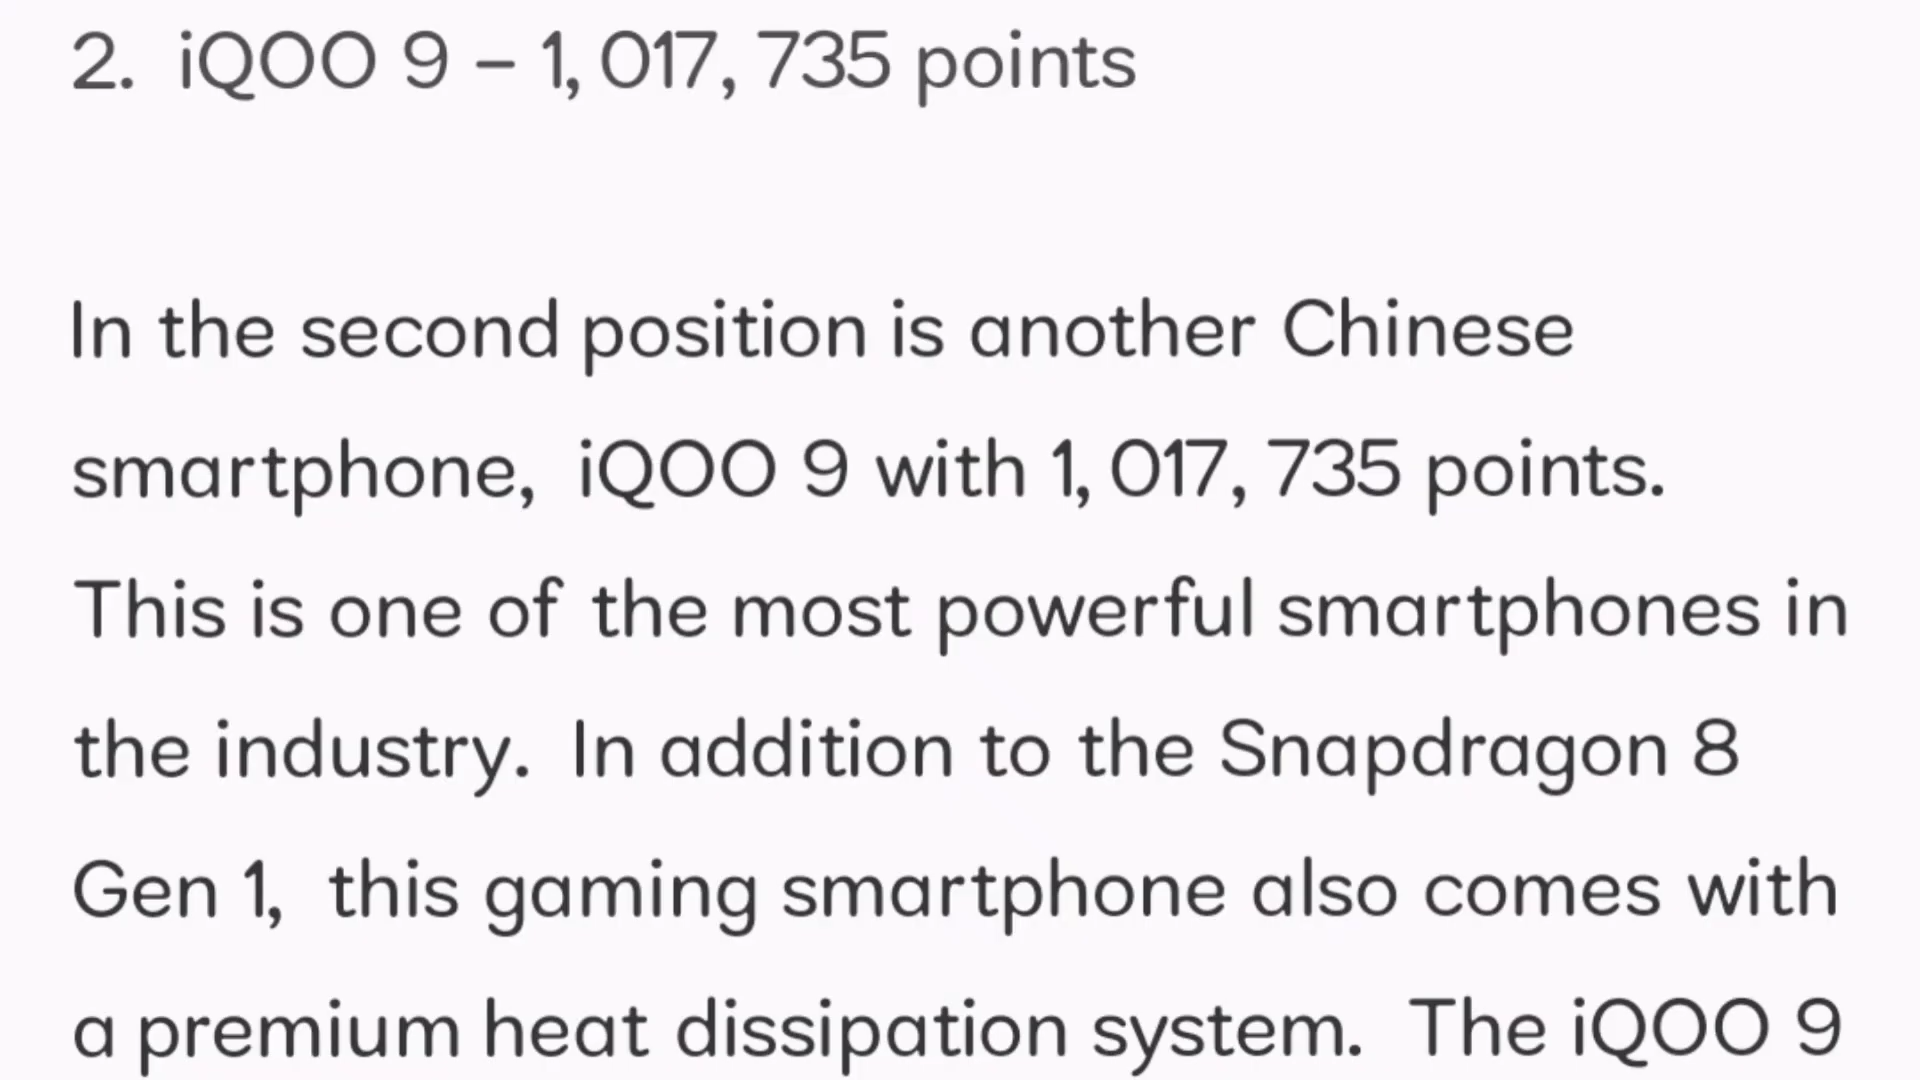 2. iQOO 9 – 1, 017, 735 points
In the second position is another Chinese
smartphone, iQOO 9 with 1, 017, 735 points.
This is one of the most powerful smartphones in
the industry. In addition to the Snapdragon 8
Gen 1, this gaming smartphone also comes with
a premium heat dissipation system. The iQOO 9